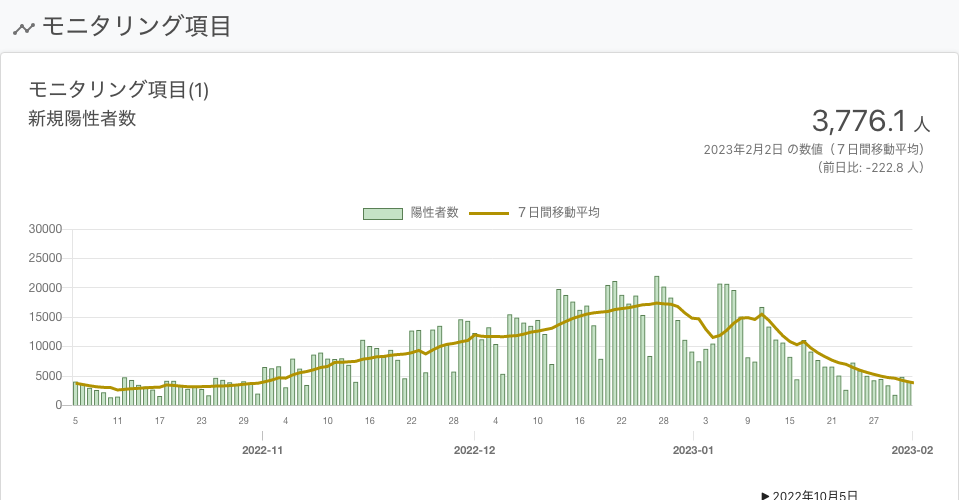 モニタリング項目
モニタリング項目(1)
新規陽性者数
3,776.1 人
2023年2月2日 の数値（７日間移動平均）
（前日比: -222.8 人）
陽性者数 ７日間移動平均
30000
25000
20000
15000
10000
5000
0
5 11 17 23 29 4 10 16 22 28 4 10 16 22 28 3 9 15 21 27
2022-11 2022-12 2023-01 2023-02
▶ 2022年10月5日